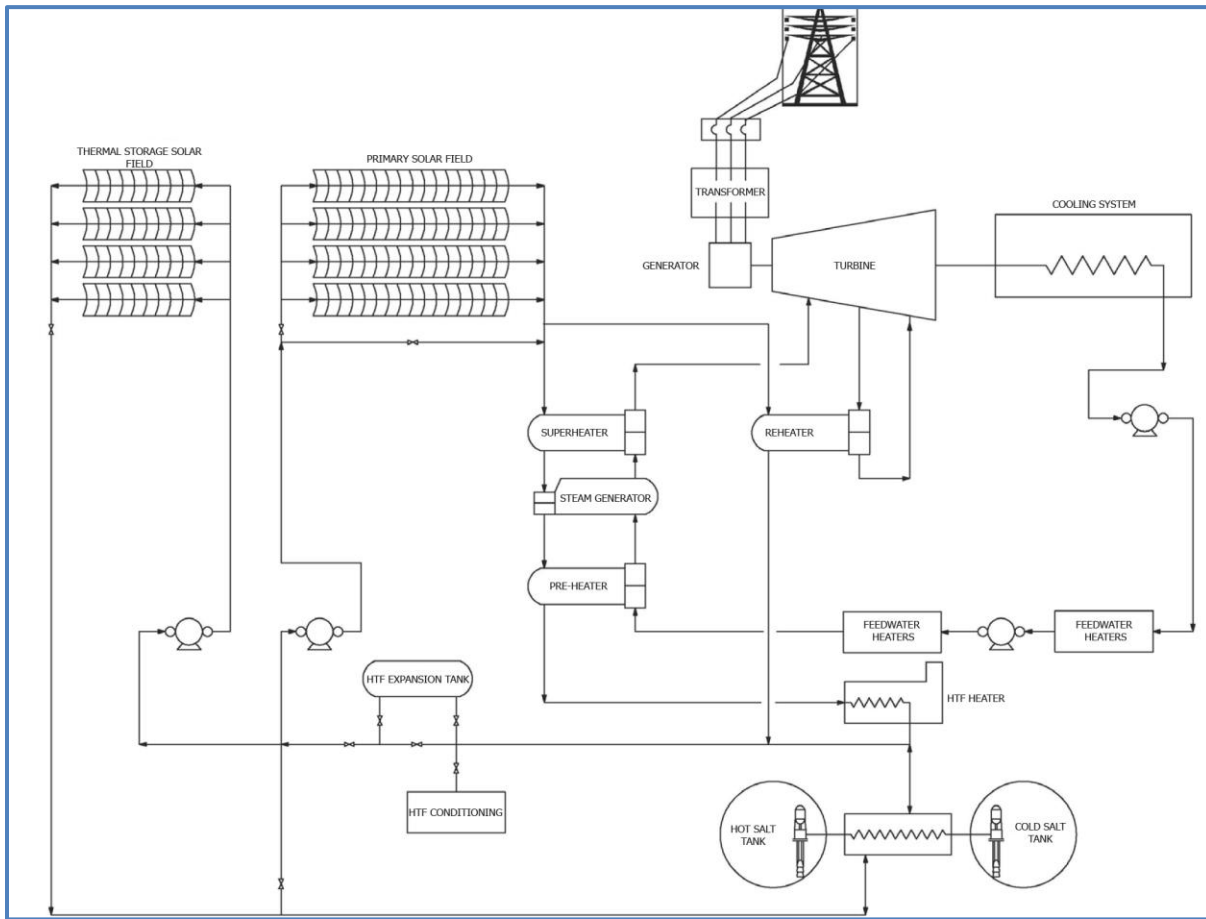 THERMAL STORAGE SOLAR
FIELD
PRIMARY SOLAR FIELD
TRANSFORMER
COOLING SYSTEM
GENERATOR
TURBINE
SUPERHEATER
REHEATER
STEAM GENERATOR
PRE-HEATER
FEEDWATER
HEATERS
FEEDWATER
HEATERS
HTF EXPANSION TANK
HTF HEATER
HTF CONDITIONING
HOT SALT
TANK
COLD SALT
TANK